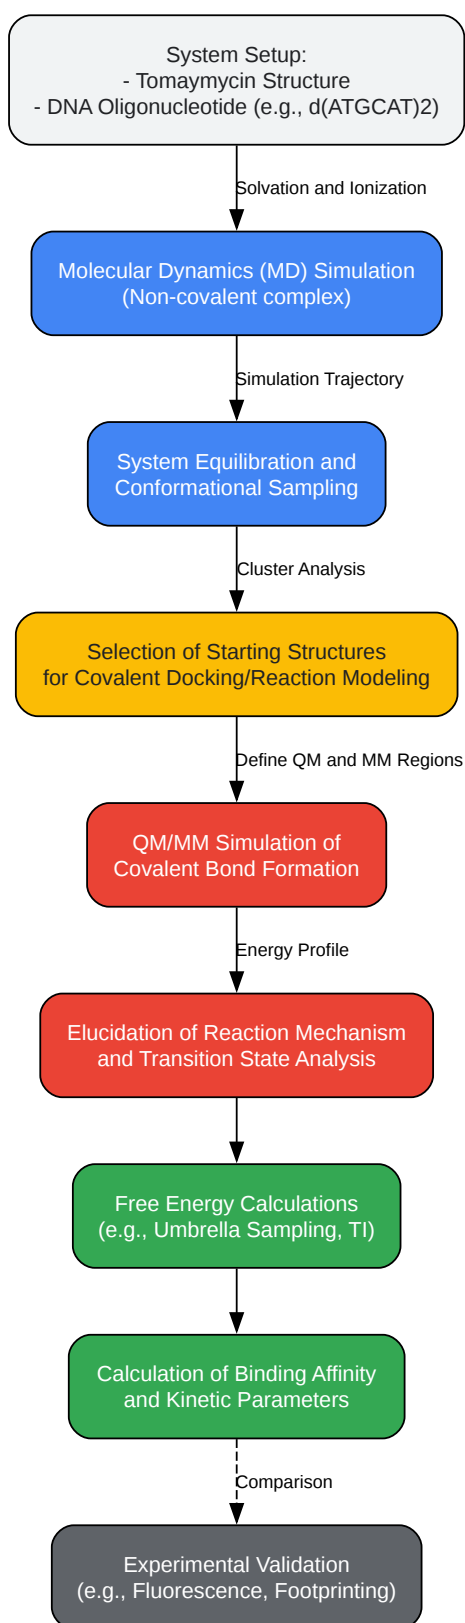 System Setup:
- Tomaymycin Structure
- DNA Oligonucleotide (e.g., d(ATGCAT)2)
Solvation and Ionization
Molecular Dynamics (MD) Simulation
(Non-covalent complex)
Simulation Trajectory
System Equilibration and
Conformational Sampling
Cluster Analysis
Selection of Starting Structures
for Covalent Docking/Reaction Modeling
Define QM and MM Regions
QM/MM Simulation of
Covalent Bond Formation
Energy Profile
Elucidation of Reaction Mechanism
and Transition State Analysis
Free Energy Calculations
(e.g., Umbrella Sampling, TI)
Calculation of Binding Affinity
and Kinetic Parameters
Comparison
Experimental Validation
(e.g., Fluorescence, Footprinting)